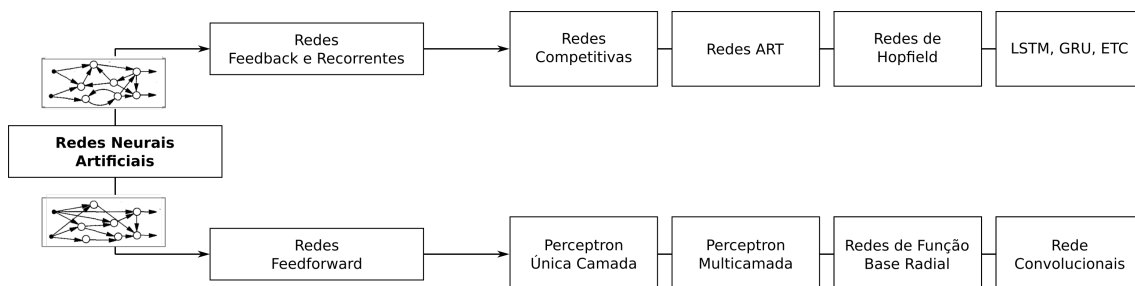 Redes
Feedback e Recorrentes
Redes
Competitivas
Redes ART
Redes de
Hopfield
LSTM, GRU, ETC
Redes Neurais
Artificiais
Redes
Feedforward
Perceptron
Única Camada
Perceptron
Multicamada
Redes de Função
Base Radial
Rede
Convolucionais